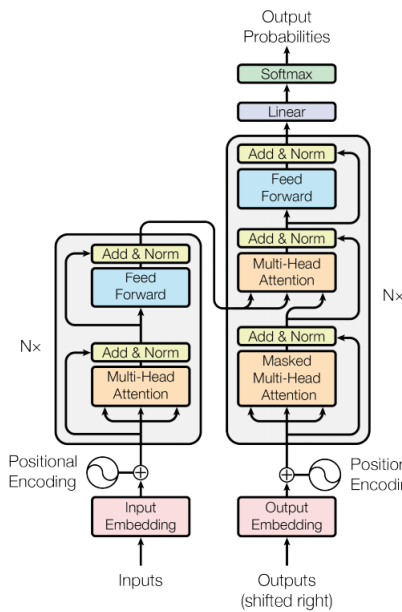 Output
Probabilities
Softmax
Linear
Add & Norm
Feed
Forward
Add & Norm
Multi-Head
Attention
Add & Norm
Masked
Multi-Head
Attention
N×
Add & Norm
Feed
Forward
Add & Norm
Multi-Head
Attention
N×
Positional
Encoding
Input
Embedding
Inputs
Positio
Encodi
Output
Embedding
Outputs
(shifted right)